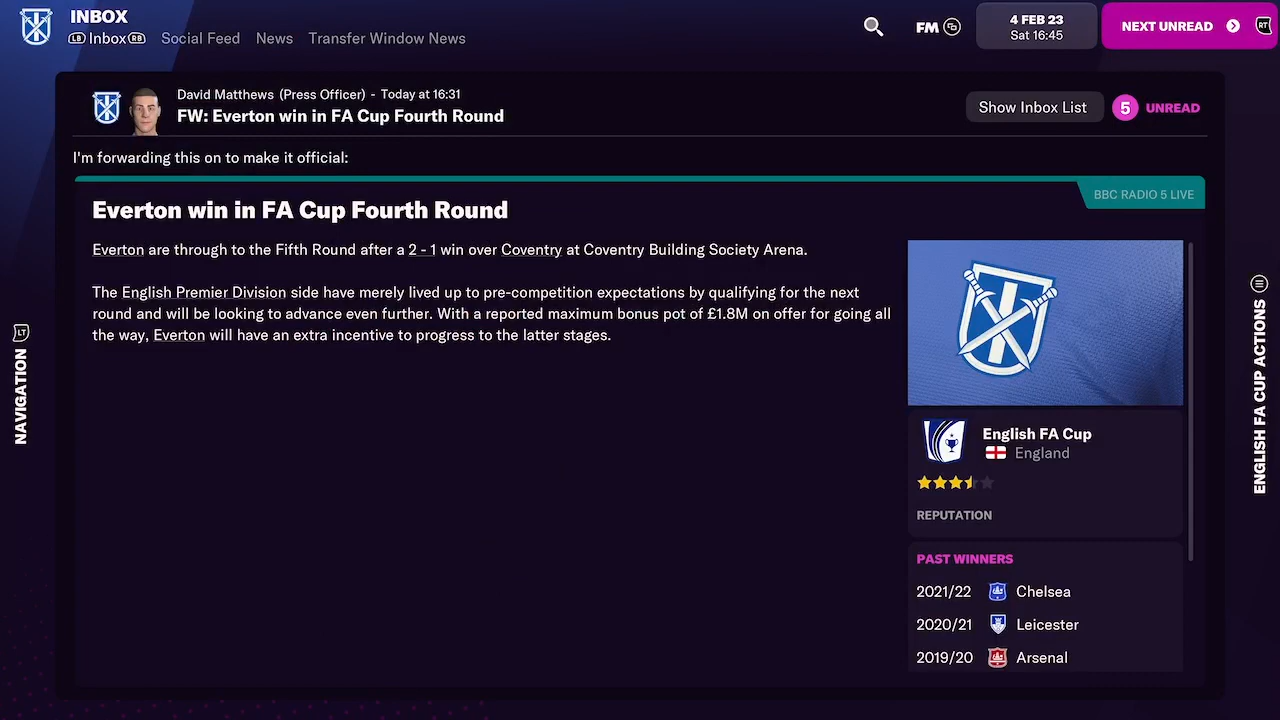 INBOX
LB Inbox RB Social Feed News Transfer Window News
FM
4 FEB 23
Sat 16:45
NEXT UNREAD
RT
David Matthews (Press Officer) - Today at 16:31
FW: Everton win in FA Cup Fourth Round
Show Inbox List
5 UNREAD
I'm forwarding this on to make it official:
BBC RADIO 5 LIVE
Everton win in FA Cup Fourth Round
Everton are through to the Fifth Round after a 2 - 1 win over Coventry at Coventry Building Society Arena.
The English Premier Division side have merely lived up to pre-competition expectations by qualifying for the next
round and will be looking to advance even further. With a reported maximum bonus pot of £1.8M on offer for going all
the way, Everton will have an extra incentive to progress to the latter stages.
English FA Cup
England
REPUTATION
PAST WINNERS
2021/22 Chelsea
2020/21 Leicester
2019/20 Arsenal
NAVIGATION LT
ENGLISH FA CUP ACTIONS